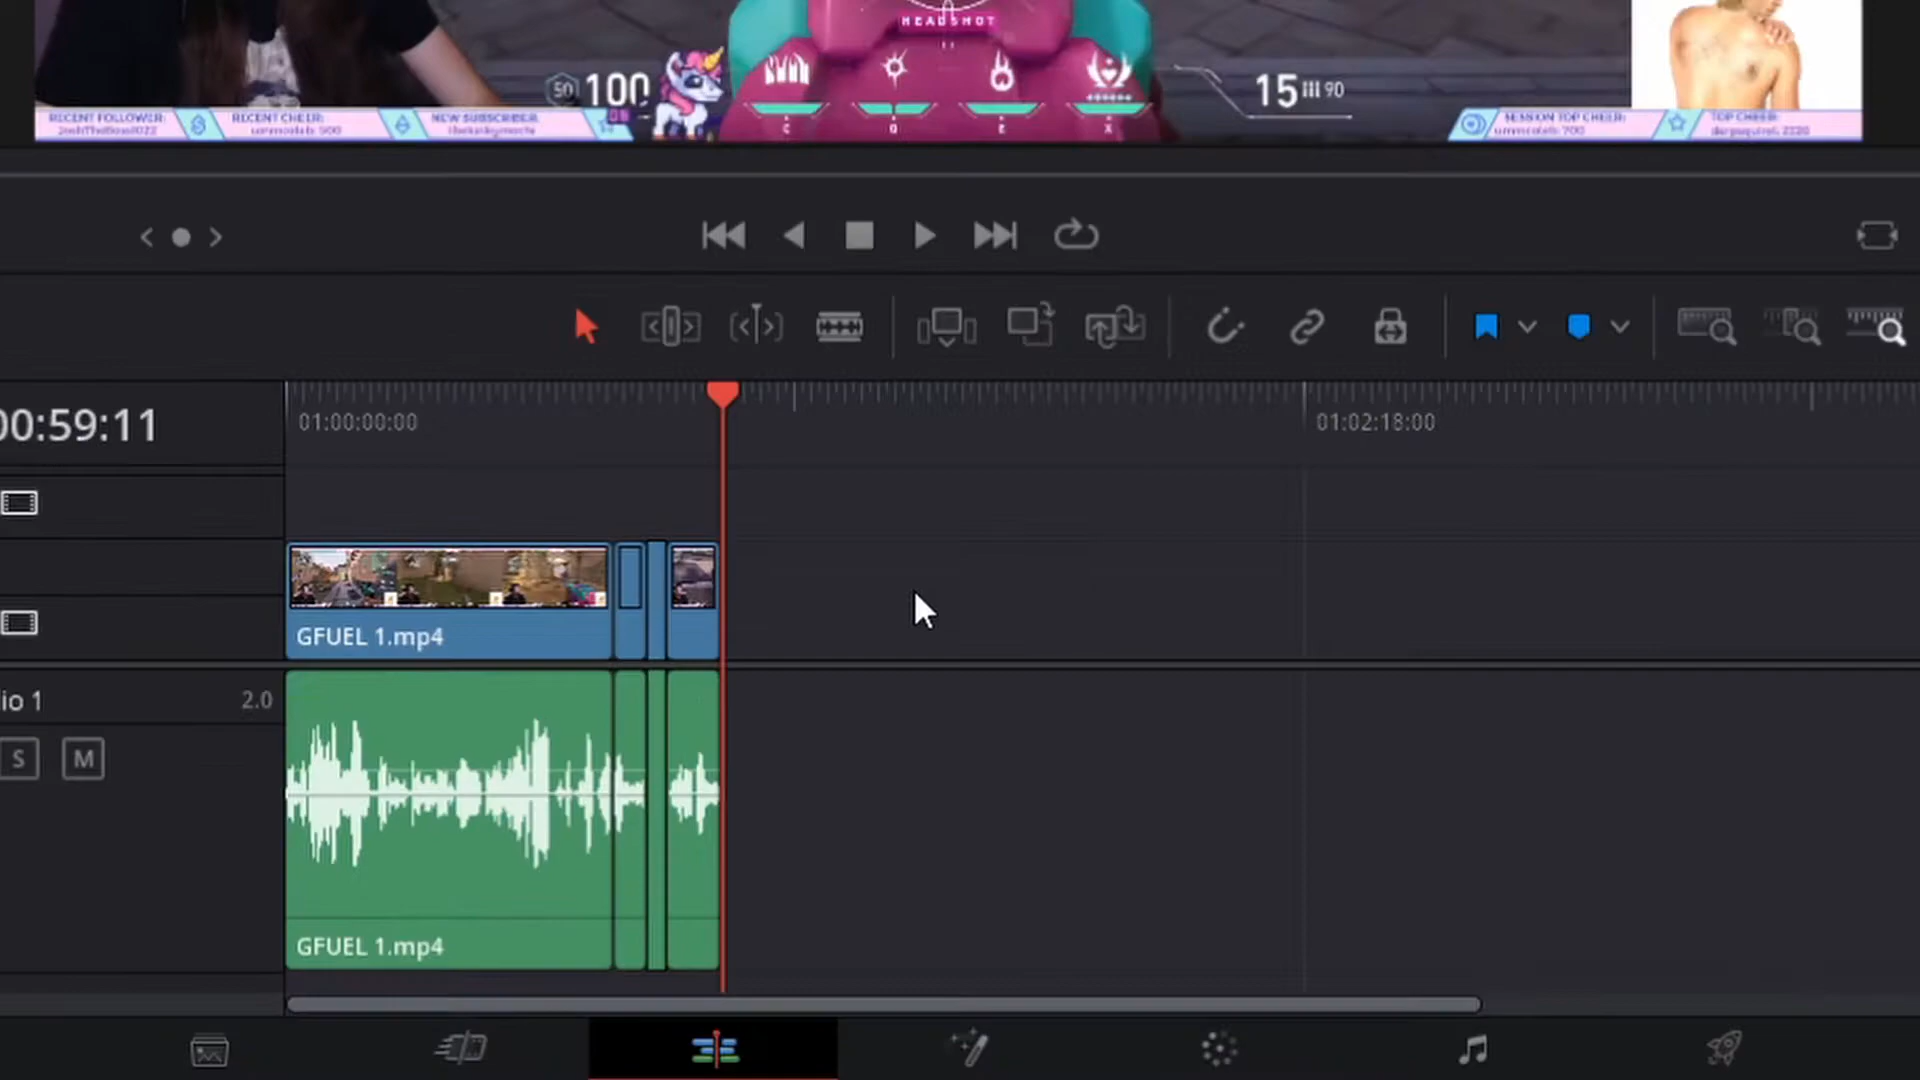 HEADSHOT
50 100
15 90
C Q E X
RECENT FOLLOWER: RECENT CHEER: NEW SUBSCRIBER: SESSION TOP CHEER: TOP CHEER:
00:59:11
01:00:00:00
01:02:18:00
GFUEL 1.mp4
io 1 2.0
S M
GFUEL 1.mp4